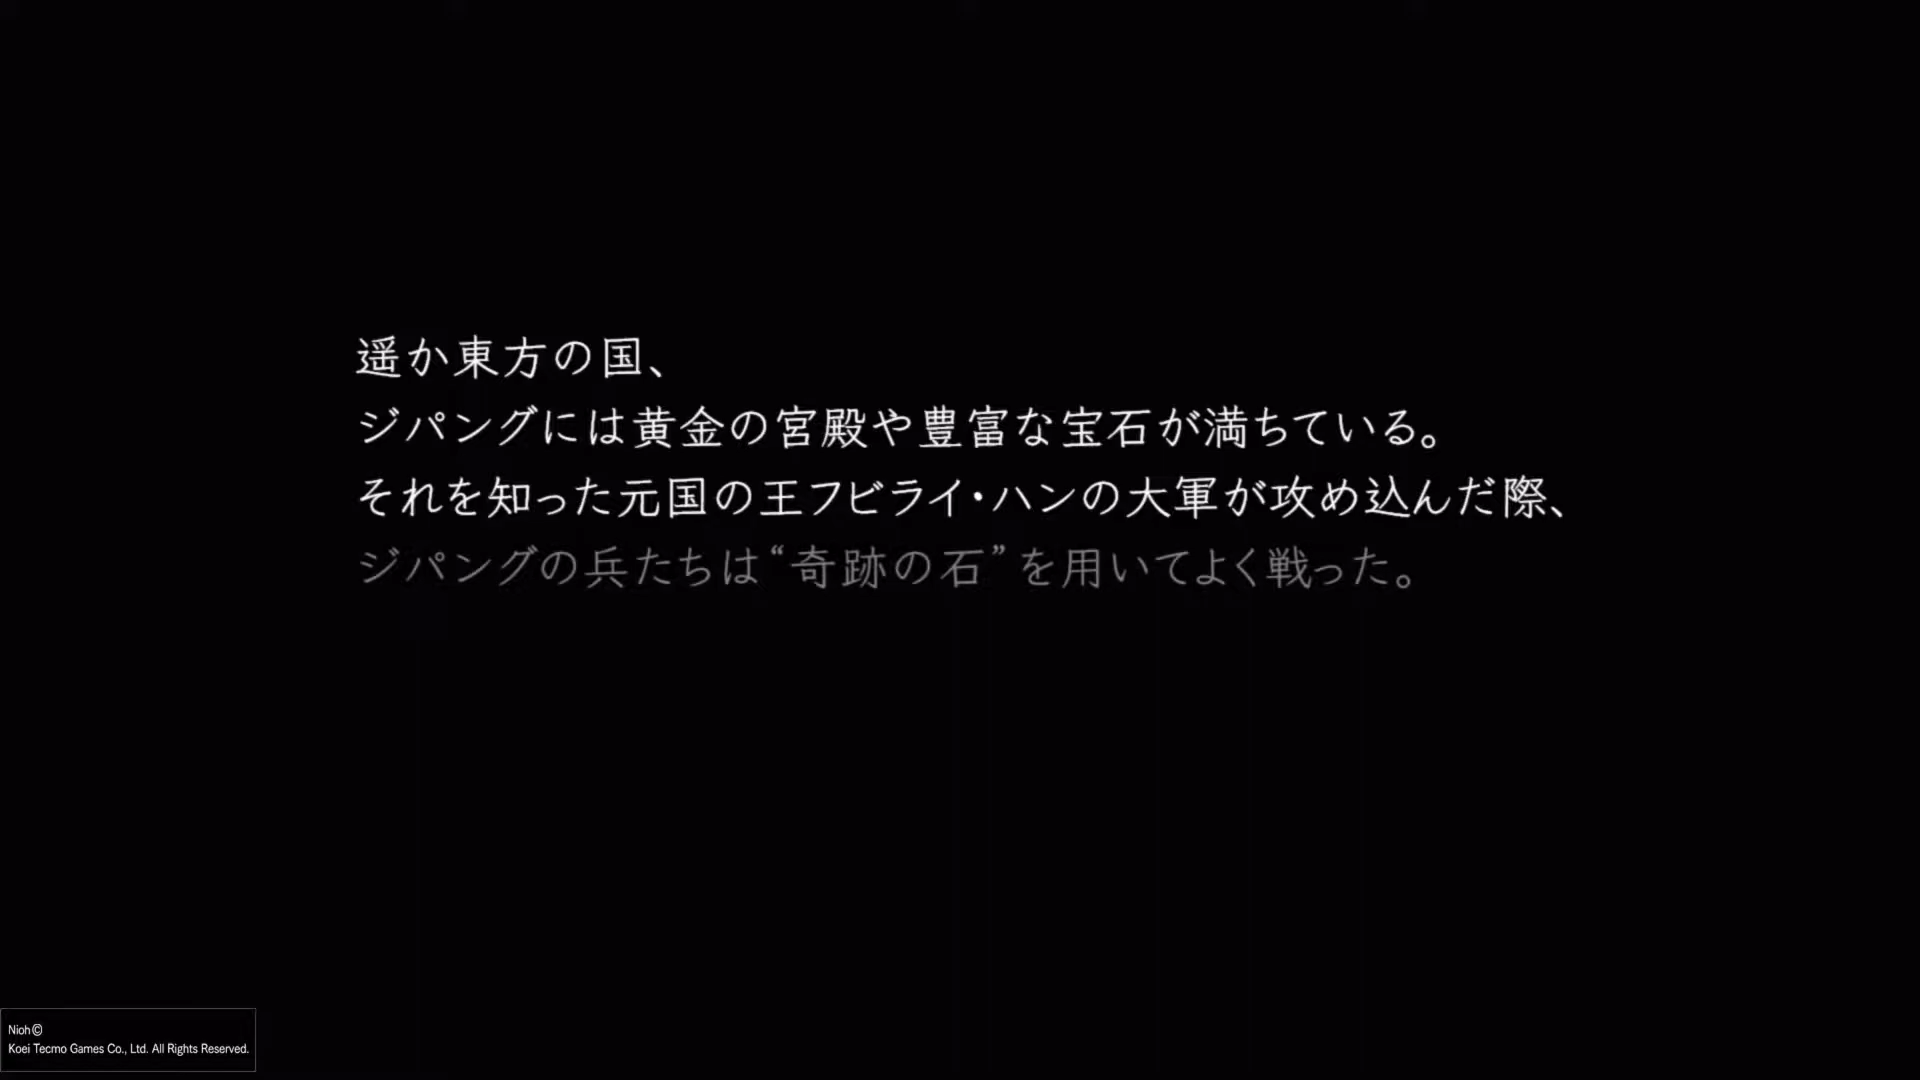 遥か東方の国、
ジパングには黄金の宮殿や豊富な宝石が満ちている。
それを知った元国の王フビライ・ハンの大軍が攻め込んだ際、
ジパングの兵たちは“奇跡の石”を用いてよく戦った。
Nioh©
Koei Tecmo Games Co., Ltd. All Rights Reserved.